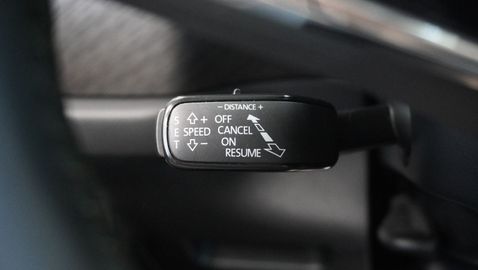 − DISTANCE +
S + OFF
E SPEED CANCEL
T − ON
RESUME